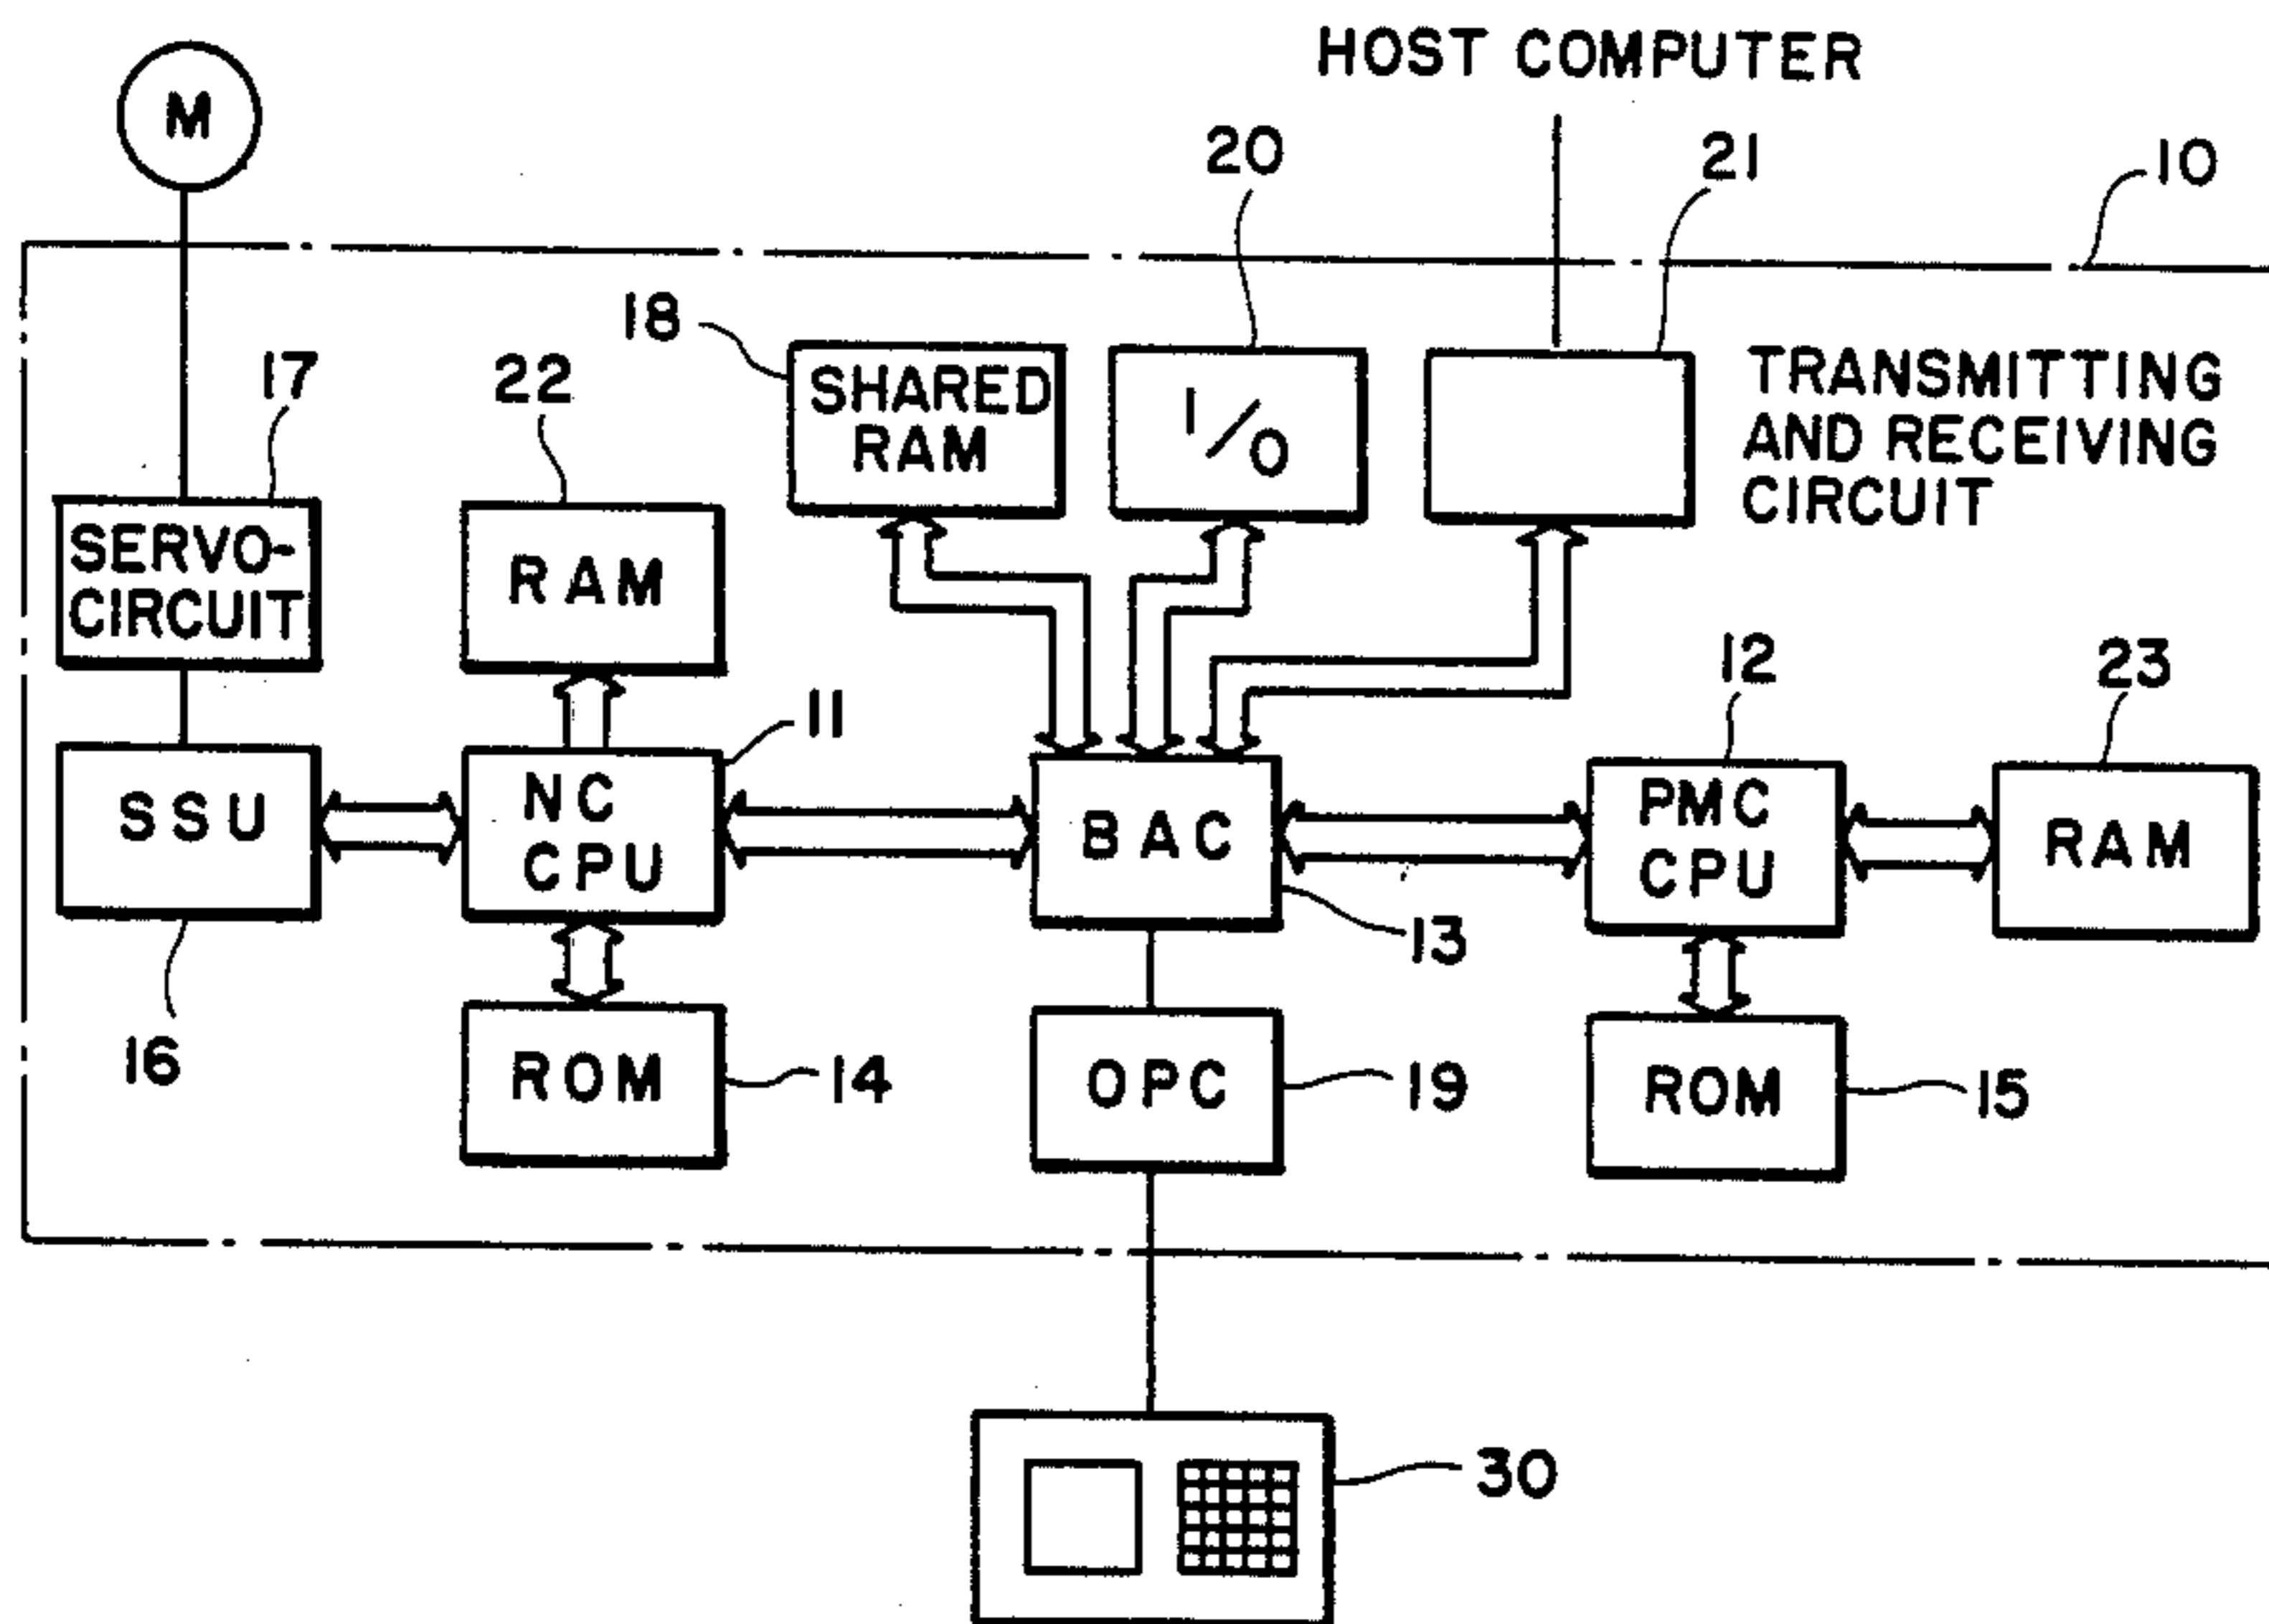 HOST COMPUTER
M
20
21
10
18
17
22
SHARED
RAM
I/O
TRANSMITTING
AND RECEIVING
CIRCUIT
SERVO-
CIRCUIT
RAM
11
12
23
SSU
NC
CPU
BAC
PMC
CPU
RAM
13
16
ROM
14
OPC
19
ROM
15
30